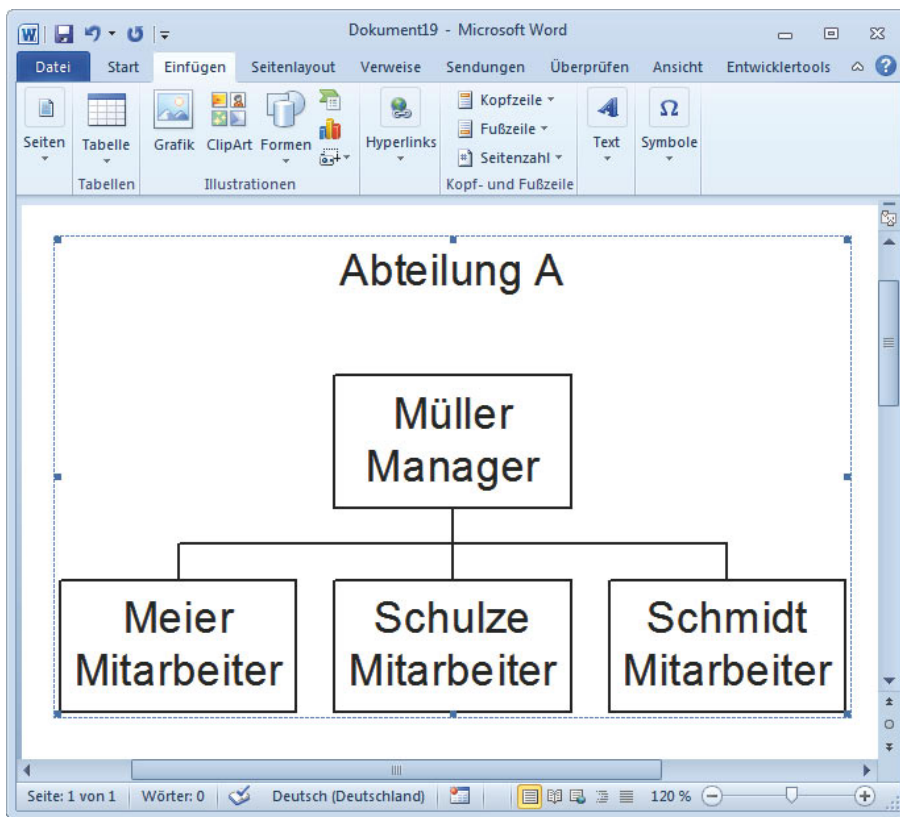 Dokument19 - Microsoft Word
Datei Start Einfügen Seitenlayout Verweise Sendungen Überprüfen Ansicht Entwicklertools
Seiten
Tabelle
Tabellen
Grafik ClipArt Formen
Illustrationen
Hyperlinks
Kopfzeile
Fußzeile
Seitenzahl
Kopf- und Fußzeile
Text
Symbole
Abteilung A
Müller
Manager
Meier
Mitarbeiter
Schulze
Mitarbeiter
Schmidt
Mitarbeiter
Seite: 1 von 1 Wörter: 0 Deutsch (Deutschland) 120 %